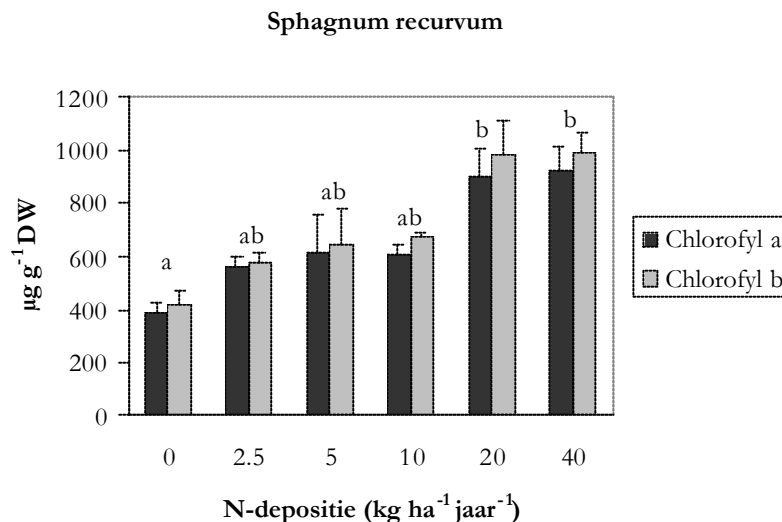 Sphagnum recurvum
1200
1000
800
600
400
200
0
µg g⁻¹ DW
a
ab
ab
ab
b
b
0 2.5 5 10 20 40
N-depositie (kg ha⁻¹ jaar⁻¹)
Chlorofyl a
Chlorofyl b